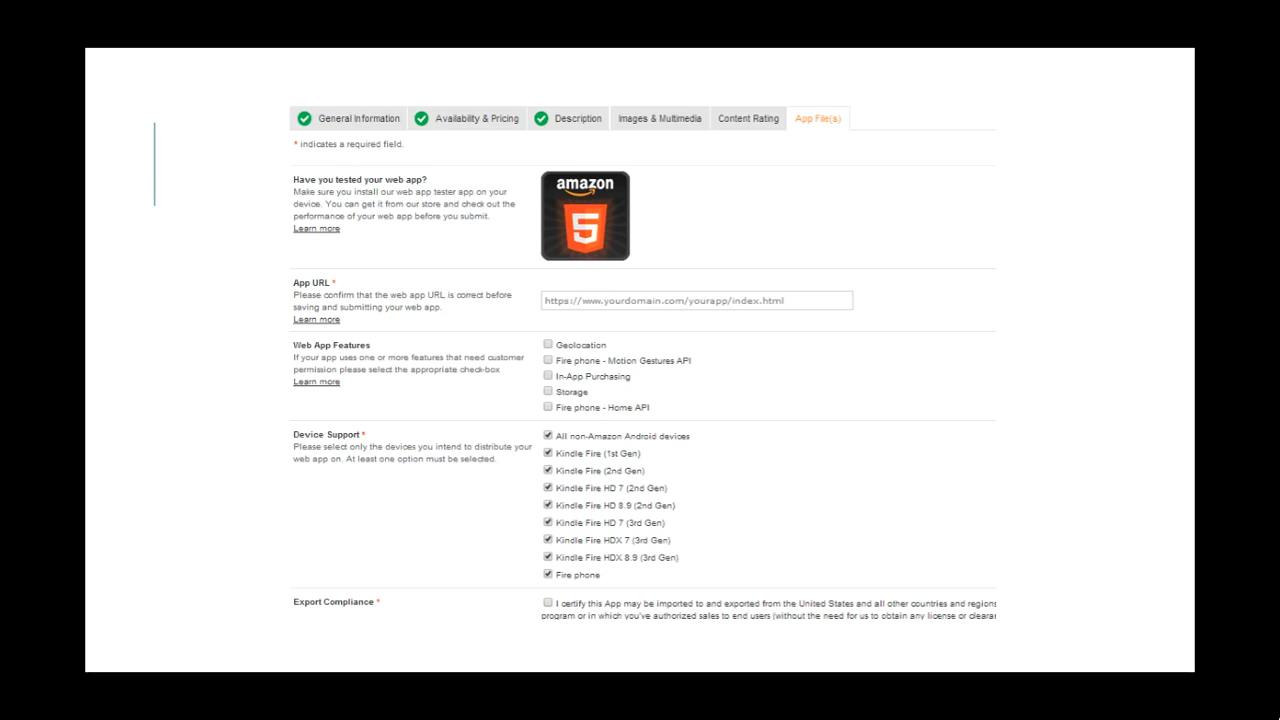 General Information Availability & Pricing Description Images & Multimedia Content Rating App File(s)
* indicates a required field.
Have you tested your web app?
Make sure you install our web app tester app on your
device. You can get it from our store and check out the
performance of your web app before you submit.
Learn more
amazon
5
App URL *
Please confirm that the web app URL is correct before
saving and submitting your web app.
Learn more
https://www.yourdomain.com/yourapp/index.html
Web App Features
If your app uses one or more features that need customer
permission please select the appropriate check-box
Learn more
Geolocation
Fire phone - Motion Gestures API
In-App Purchasing
Storage
Fire phone - Home API
Device Support *
Please select only the devices you intend to distribute your
web app on. At least one option must be selected.
All non-Amazon Android devices
Kindle Fire (1st Gen)
Kindle Fire (2nd Gen)
Kindle Fire HD 7 (2nd Gen)
Kindle Fire HD 8.9 (2nd Gen)
Kindle Fire HD 7 (3rd Gen)
Kindle Fire HDX 7 (3rd Gen)
Kindle Fire HDX 8.9 (3rd Gen)
Fire phone
Export Compliance *
I certify this App may be imported to and exported from the United States and all other countries and regions
program or in which you've authorized sales to end users (without the need for us to obtain any license or clearar